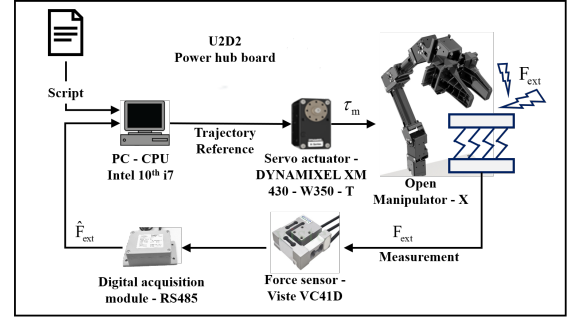 U2D2
Power hub board
F_ext
Script
τ_m
Trajectory
Reference
PC - CPU
Intel 10th i7
Servo actuator -
DYNAMIXEL XM
430 - W350 - T
Open
Manipulator - X
F̂_ext
F_ext
Measurement
Digital acquisition
module - RS485
Force sensor -
Viste VC41D